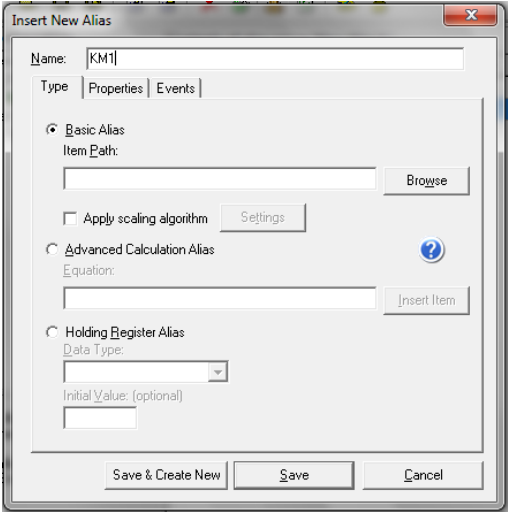 Insert New Alias
Name: KM1
Type Properties Events
Basic Alias
Item Path:
Browse
Apply scaling algorithm Settings
Advanced Calculation Alias
?
Equation:
Insert Item
Holding Register Alias
Data Type:
Initial Value: (optional)
Save & Create New Save Cancel